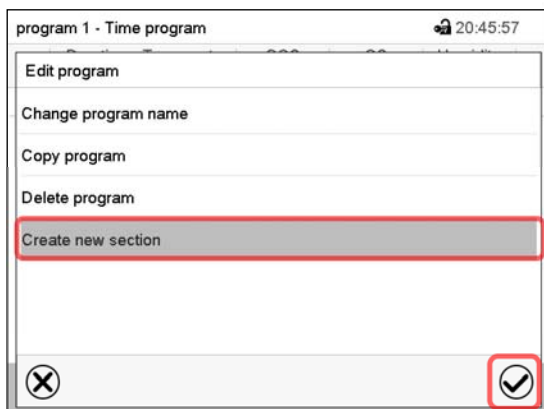 program 1 - Time program 20:45:57
Edit program
Change program name
Copy program
Delete program
Create new section